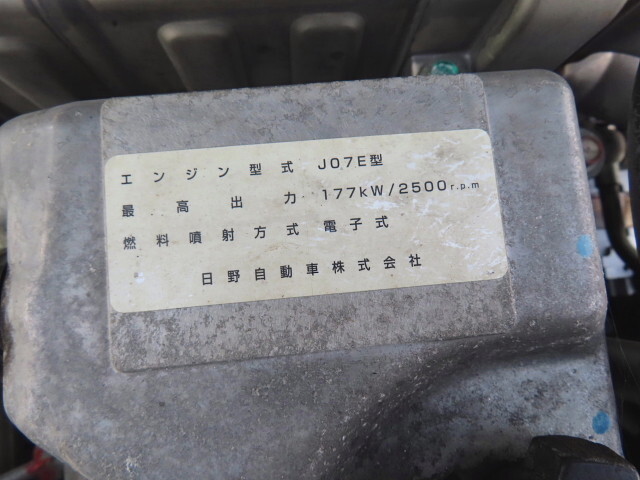 エンジン型式 J07E型
最高出力 177kW/2500r.p.m
燃料噴射方式 電子式
日野自動車株式会社